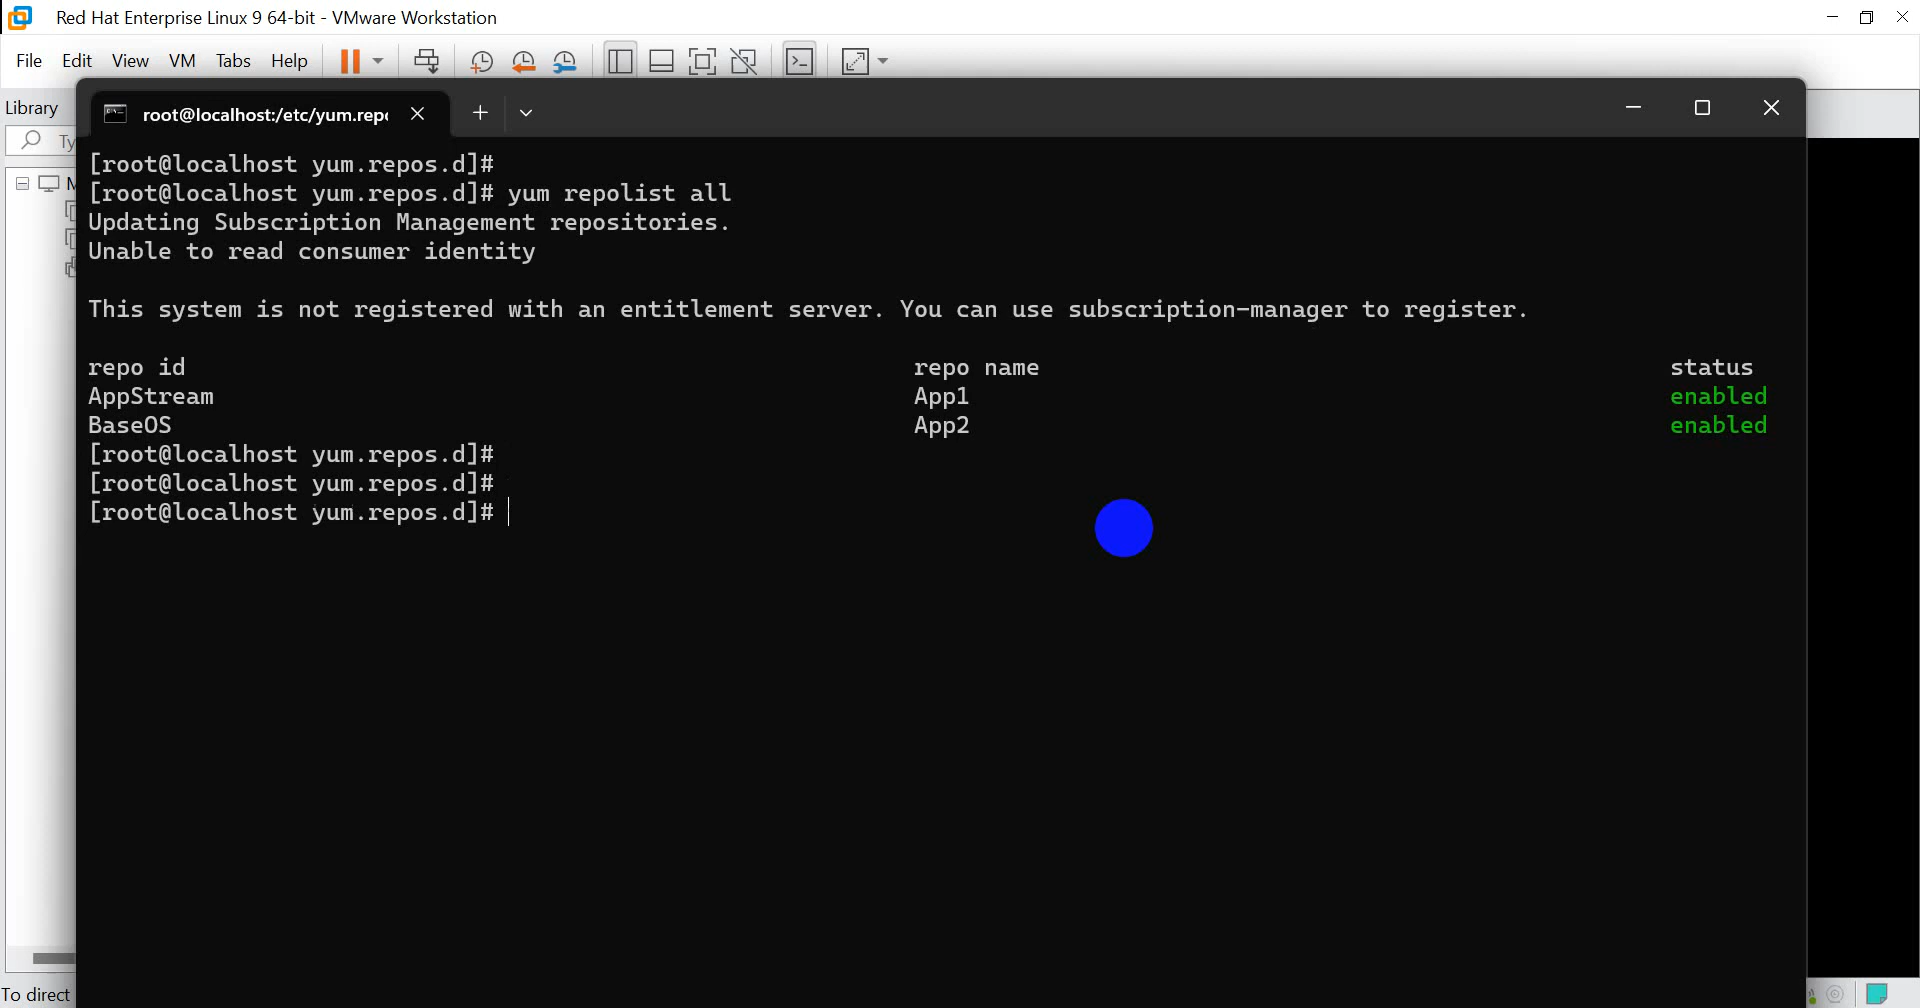 Red Hat Enterprise Linux 9 64-bit - VMware Workstation
File Edit View VM Tabs Help
Library
root@localhost:/etc/yum.repo
Ty
[root@localhost yum.repos.d]#
[root@localhost yum.repos.d]# yum repolist all
Updating Subscription Management repositories.
Unable to read consumer identity
This system is not registered with an entitlement server. You can use subscription-manager to register.
repo id repo name status
AppStream App1 enabled
BaseOS App2 enabled
[root@localhost yum.repos.d]#
[root@localhost yum.repos.d]#
[root@localhost yum.repos.d]#
To direct